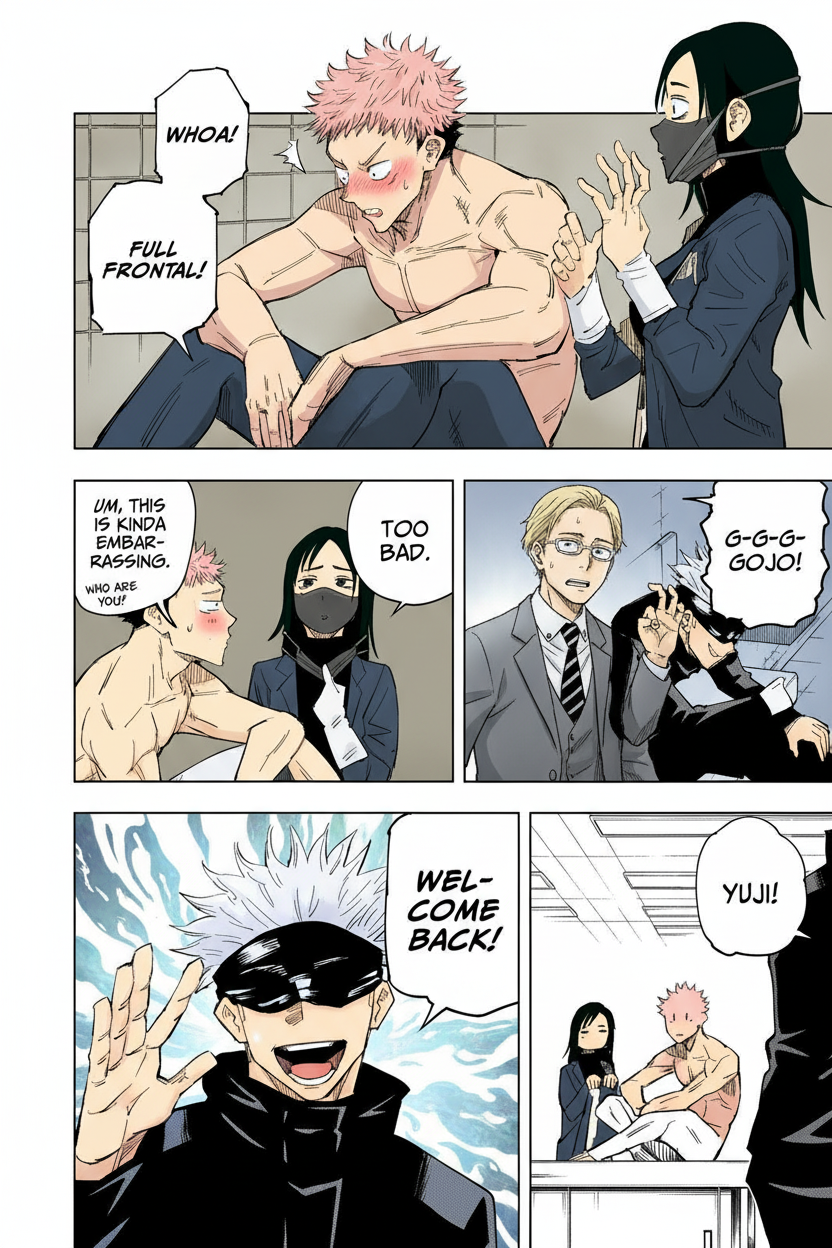 WHOA!
FULL
FRONTAL!
UM, THIS
IS KINDA
EMBAR-
RASSING.
WHO ARE
YOU?
TOO
BAD.
G-G-G-
GOJO!
WEL-
COME
BACK!
YUJI!